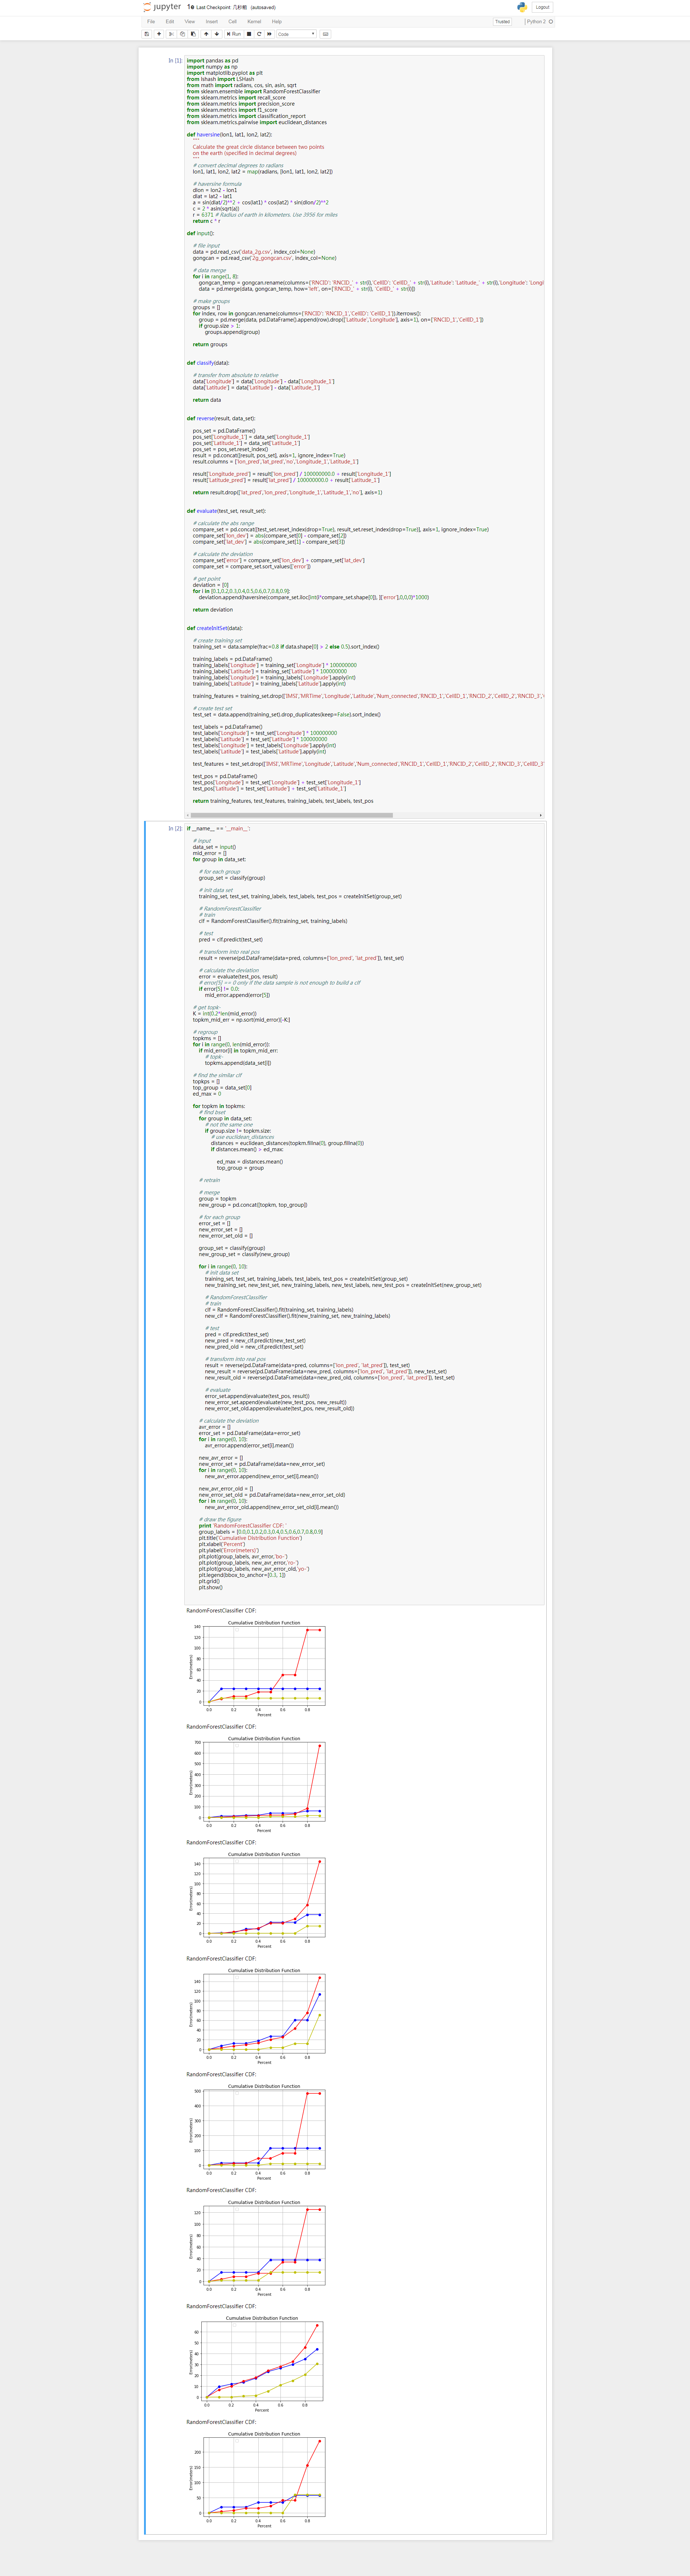 jupyter
Last Checkpoint: 几秒前 (autosaved)
Logout
File Edit View Insert Cell Kernel Help
Trusted
Python 2
Run
Code
In [1]:
import pandas as pd
import numpy as np
import matplotlib.pyplot as plt
from lshash import LSHash
from math import radians, cos, sin, asin, sqrt
from sklearn.ensemble import RandomForestClassifier
from sklearn.metrics import recall_score
from sklearn.metrics import precision_score
from sklearn.metrics import f1_score
from sklearn.metrics import classification_report
from sklearn.metrics.pairwise import euclidean_distances
def haversine(lon1, lat1, lon2, lat2):
"""
Calculate the great circle distance between two points
on the earth (specified in decimal degrees)
"""
# convert decimal degrees to radians
lon1, lat1, lon2, lat2 = map(radians, [lon1, lat1, lon2, lat2])
# haversine formula
dlon = lon2 - lon1
dlat = lat2 - lat1
a = sin(dlat/2)**2 + cos(lat1) * cos(lat2) * sin(dlon/2)**2
c = 2 * asin(sqrt(a))
r = 6371 # Radius of earth in kilometers. Use 3956 for miles
return c * r
def input():
# file input
data = pd.read_csv('data_2g.csv', index_col=None)
gongcan = pd.read_csv('2g_gongcan.csv', index_col=None)
# data merge
for i in range(1, 8):
gongcan_temp = gongcan.rename(columns={'RNCID': 'RNCID_' + str(i),'CellID': 'CellID_' + str(i),'Latitude': 'Latitude_' + str(i),'Longitude': 'Longi
data = pd.merge(data, gongcan_temp, how='left', on=['RNCID_' + str(i), 'CellID_' + str(i)])
# make groups
groups = []
for index, row in gongcan.rename(columns={'RNCID': 'RNCID_1','CellID': 'CellID_1'}).iterrows():
group = pd.merge(data, pd.DataFrame().append(row).drop(['Latitude','Longitude'], axis=1), on=['RNCID_1','CellID_1'])
if group.size > 1:
groups.append(group)
return groups
def classify(data):
# transfer from absolute to relative
data['Longitude'] = data['Longitude'] - data['Longitude_1']
data['Latitude'] = data['Latitude'] - data['Latitude_1']
return data
def reverse(result, data_set):
pos_set = pd.DataFrame()
pos_set['Longitude_1'] = data_set['Longitude_1']
pos_set['Latitude_1'] = data_set['Latitude_1']
pos_set = pos_set.reset_index()
result = pd.concat([result, pos_set], axis=1, ignore_index=True)
result.columns = ['lon_pred','lat_pred','no','Longitude_1','Latitude_1']
result['Longitude_pred'] = result['lon_pred'] / 100000000.0 + result['Longitude_1']
result['Latitude_pred'] = result['lat_pred'] / 100000000.0 + result['Latitude_1']
return result.drop(['lat_pred','lon_pred','Longitude_1','Latitude_1','no'], axis=1)
def evaluate(test_set, result_set):
# calculate the abs range
compare_set = pd.concat([test_set.reset_index(drop=True), result_set.reset_index(drop=True)], axis=1, ignore_index=True)
compare_set['lon_dev'] = abs(compare_set[0] - compare_set[2])
compare_set['lat_dev'] = abs(compare_set[1] - compare_set[3])
# calculate the deviation
compare_set['error'] = compare_set['lon_dev'] + compare_set['lat_dev']
compare_set = compare_set.sort_values(['error'])
# get point
deviation = [0]
for i in [0.1,0.2,0.3,0.4,0.5,0.6,0.7,0.8,0.9]:
deviation.append(haversine(compare_set.iloc[int(i*compare_set.shape[0]), ]['error'],0,0,0)*1000)
return deviation
def createInitSet(data):
# create training set
training_set = data.sample(frac=0.8 if data.shape[0] > 2 else 0.5).sort_index()
training_labels = pd.DataFrame()
training_labels['Longitude'] = training_set['Longitude'] * 100000000
training_labels['Latitude'] = training_set['Latitude'] * 100000000
training_labels['Longitude'] = training_labels['Longitude'].apply(int)
training_labels['Latitude'] = training_labels['Latitude'].apply(int)
training_features = training_set.drop(['IMSI','MRTime','Longitude','Latitude','Num_connected','RNCID_1','CellID_1','RNCID_2','CellID_2','RNCID_3','
# create test set
test_set = data.append(training_set).drop_duplicates(keep=False).sort_index()
test_labels = pd.DataFrame()
test_labels['Longitude'] = test_set['Longitude'] * 100000000
test_labels['Latitude'] = test_set['Latitude'] * 100000000
test_labels['Longitude'] = test_labels['Longitude'].apply(int)
test_labels['Latitude'] = test_labels['Latitude'].apply(int)
test_features = test_set.drop(['IMSI','MRTime','Longitude','Latitude','Num_connected','RNCID_1','CellID_1','RNCID_2','CellID_2','RNCID_3','CellID_3'
test_pos = pd.DataFrame()
test_pos['Longitude'] = test_set['Longitude'] + test_set['Longitude_1']
test_pos['Latitude'] = test_set['Latitude'] + test_set['Latitude_1']
return training_features, test_features, training_labels, test_labels, test_pos
In [2]:
if __name__ == '__main__':
# input
data_set = input()
mid_error = []
for group in data_set:
# for each group
group_set = classify(group)
# init data set
training_set, test_set, training_labels, test_labels, test_pos = createInitSet(group_set)
# RandomForestClassifier
# train
clf = RandomForestClassifier().fit(training_set, training_labels)
# test
pred = clf.predict(test_set)
# transform into real pos
result = reverse(pd.DataFrame(data=pred, columns=['lon_pred', 'lat_pred']), test_set)
# calculate the deviation
error = evaluate(test_pos, result)
# error[5] == 0 only if the data sample is not enough to build a clf
if error[5] != 0.0:
mid_error.append(error[5])
# get topk-
K = int(0.2*len(mid_error))
topkm_mid_err = np.sort(mid_error)[-K:]
# regroup
topkms = []
for i in range(0, len(mid_error)):
if mid_error[i] in topkm_mid_err:
# topk-
topkms.append(data_set[i])
# find the similar clf
topkps = []
top_group = data_set[0]
ed_max = 0
for topkm in topkms:
# find bset
for group in data_set:
# not the same one
if group.size != topkm.size:
# use euclidean_distances
distances = euclidean_distances(topkm.fillna(0), group.fillna(0))
if distances.mean() > ed_max:
ed_max = distances.mean()
top_group = group
# retrain
# merge
group = topkm
new_group = pd.concat([topkm, top_group])
# for each group
error_set = []
new_error_set = []
new_error_set_old = []
group_set = classify(group)
new_group_set = classify(new_group)
for i in range(0, 10):
# init data set
training_set, test_set, training_labels, test_labels, test_pos = createInitSet(group_set)
new_training_set, new_test_set, new_training_labels, new_test_labels, new_test_pos = createInitSet(new_group_set)
# RandomForestClassifier
# train
clf = RandomForestClassifier().fit(training_set, training_labels)
new_clf = RandomForestClassifier().fit(new_training_set, new_training_labels)
# test
pred = clf.predict(test_set)
new_pred = new_clf.predict(new_test_set)
new_pred_old = new_clf.predict(test_set)
# transform into real pos
result = reverse(pd.DataFrame(data=pred, columns=['lon_pred', 'lat_pred']), test_set)
new_result = reverse(pd.DataFrame(data=new_pred, columns=['lon_pred', 'lat_pred']), new_test_set)
new_result_old = reverse(pd.DataFrame(data=new_pred_old, columns=['lon_pred', 'lat_pred']), test_set)
# evaluate
error_set.append(evaluate(test_pos, result))
new_error_set.append(evaluate(new_test_pos, new_result))
new_error_set_old.append(evaluate(test_pos, new_result_old))
# calculate the deviation
avr_error = []
error_set = pd.DataFrame(data=error_set)
for i in range(0, 10):
avr_error.append(error_set[i].mean())
new_avr_error = []
new_error_set = pd.DataFrame(data=new_error_set)
for i in range(0, 10):
new_avr_error.append(new_error_set[i].mean())
new_avr_error_old = []
new_error_set_old = pd.DataFrame(data=new_error_set_old)
for i in range(0, 10):
new_avr_error_old.append(new_error_set_old[i].mean())
# draw the figure
print 'RandomForestClassifier CDF: '
group_labels = [0.0,0.1,0.2,0.3,0.4,0.5,0.6,0.7,0.8,0.9]
plt.title('Cumulative Distribution Function')
plt.xlabel('Percent')
plt.ylabel('Error(meters)')
plt.plot(group_labels, avr_error,'bo-')
plt.plot(group_labels, new_avr_error,'ro-')
plt.plot(group_labels, new_avr_error_old,'yo-')
plt.legend(bbox_to_anchor=[0.3, 1])
plt.grid()
plt.show()
RandomForestClassifier CDF:
Cumulative Distribution Function
140
120
100
80
60
40
20
0
Error(meters)
0.0 0.2 0.4 0.6 0.8
Percent
RandomForestClassifier CDF:
Cumulative Distribution Function
700
600
500
400
300
200
100
0
Error(meters)
0.0 0.2 0.4 0.6 0.8
Percent
RandomForestClassifier CDF:
Cumulative Distribution Function
140
120
100
80
60
40
20
0
Error(meters)
0.0 0.2 0.4 0.6 0.8
Percent
RandomForestClassifier CDF:
Cumulative Distribution Function
140
120
100
80
60
40
20
0
Error(meters)
0.0 0.2 0.4 0.6 0.8
Percent
RandomForestClassifier CDF:
Cumulative Distribution Function
500
400
300
200
100
0
Error(meters)
0.0 0.2 0.4 0.6 0.8
Percent
RandomForestClassifier CDF:
Cumulative Distribution Function
120
100
80
60
40
20
0
Error(meters)
0.0 0.2 0.4 0.6 0.8
Percent
RandomForestClassifier CDF:
Cumulative Distribution Function
60
50
40
30
20
10
0
Error(meters)
0.0 0.2 0.4 0.6 0.8
Percent
RandomForestClassifier CDF:
Cumulative Distribution Function
200
150
100
50
0
Error(meters)
0.0 0.2 0.4 0.6 0.8
Percent